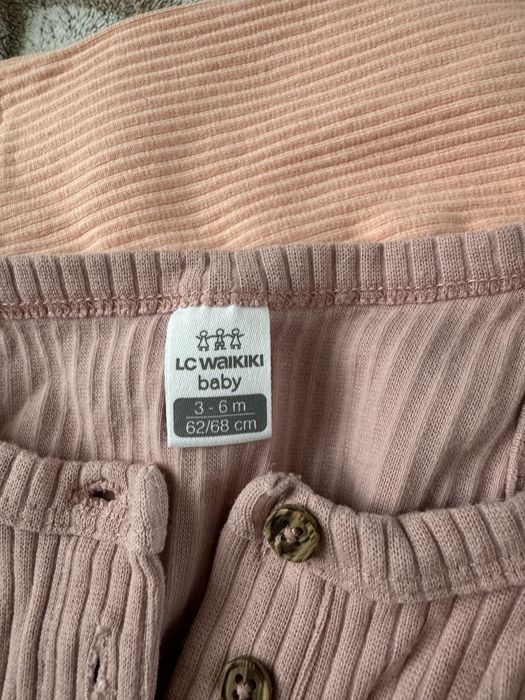 LC WAIKIKI
baby
3 - 6 m
62/68 cm